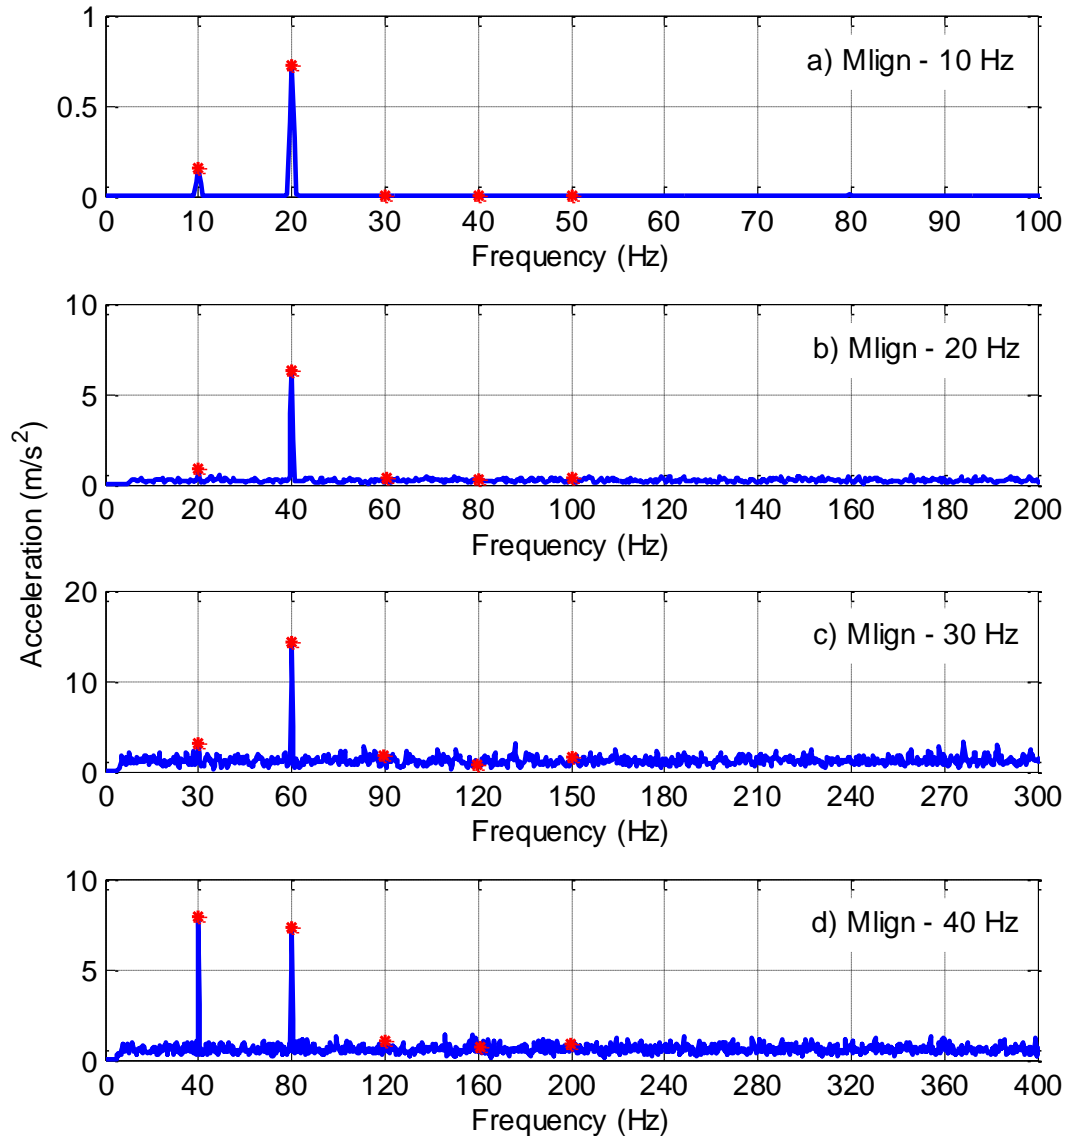 1
0.5
0
a) Mlign - 10 Hz
0 10 20 30 40 50 60 70 80 90 100
Frequency (Hz)
10
5
0
b) Mlign - 20 Hz
0 20 40 60 80 100 120 140 160 180 200
Frequency (Hz)
Acceleration (m/s²)
20
10
0
c) Mlign - 30 Hz
0 30 60 90 120 150 180 210 240 270 300
Frequency (Hz)
10
5
0
d) Mlign - 40 Hz
0 40 80 120 160 200 240 280 320 360 400
Frequency (Hz)